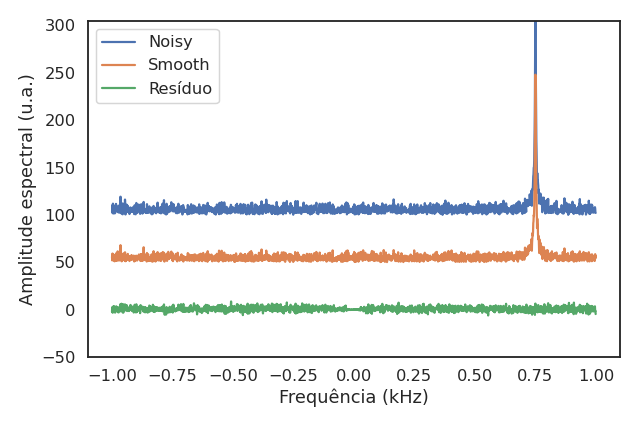 300
250
200
150
100
50
0
−50
Amplitude espectral (u.a.)
Noisy
Smooth
Resíduo
−1.00 −0.75 −0.50 −0.25 0.00 0.25 0.50 0.75 1.00
Frequência (kHz)